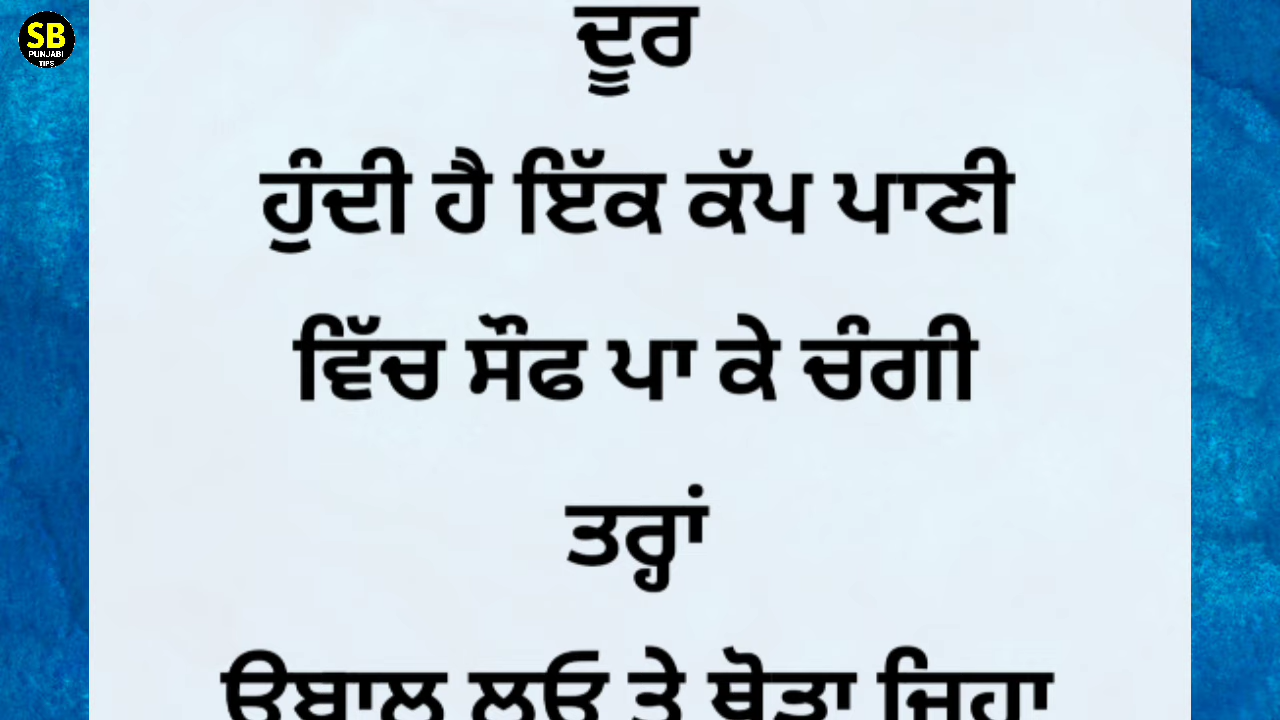 SB
PUNJABI
TIPS
ਦੂਰ
ਹੁੰਦੀ ਹੈ ਇੱਕ ਕੱਪ ਪਾਣੀ
ਵਿੱਚ ਸੌਫ ਪਾ ਕੇ ਚੰਗੀ
ਤਰ੍ਹਾਂ
ਉਬਾਲ ਲਓ ਤੇ ਥੋੜਾ ਜਿਹਾ